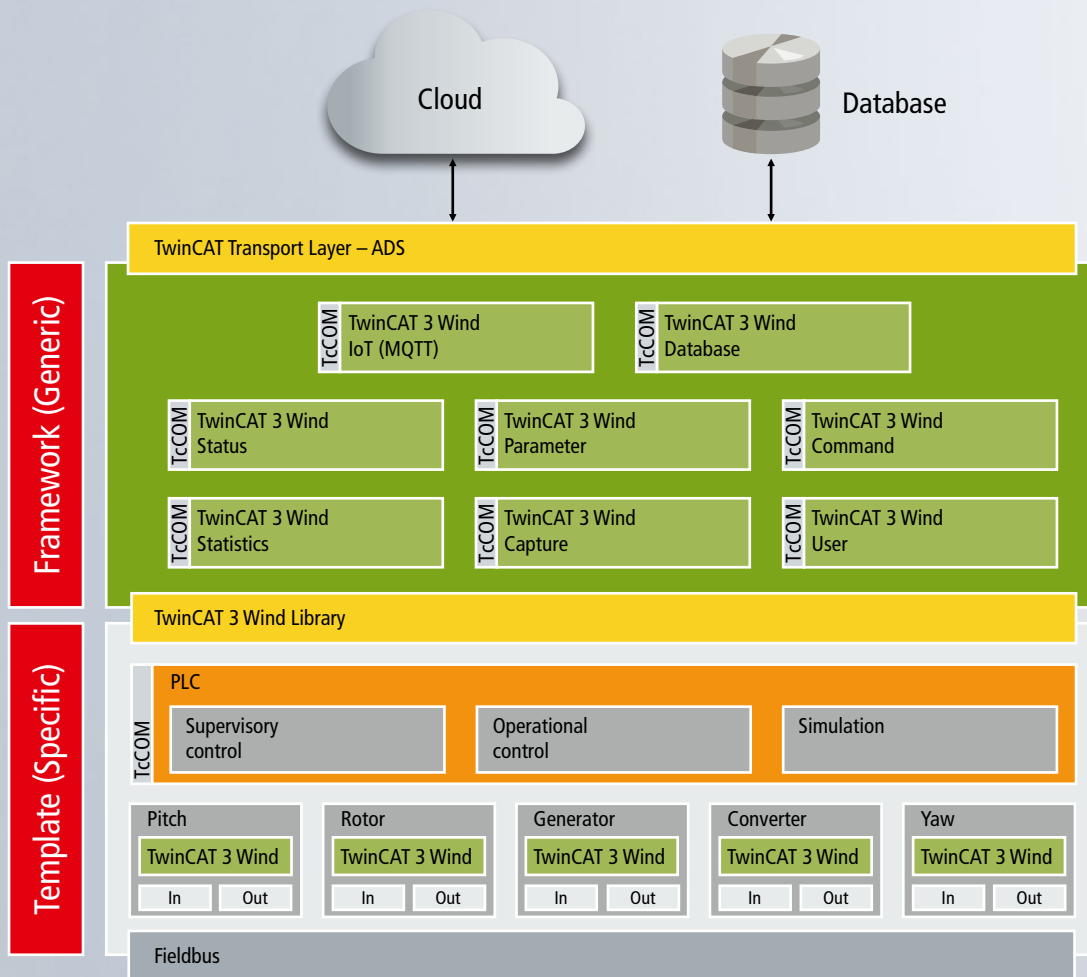 Cloud
Database
TwinCAT Transport Layer – ADS
Framework (Generic)
TcCOM
TwinCAT 3 Wind
IoT (MQTT)
TcCOM
TwinCAT 3 Wind
Database
TcCOM
TwinCAT 3 Wind
Status
TcCOM
TwinCAT 3 Wind
Parameter
TcCOM
TwinCAT 3 Wind
Command
TcCOM
TwinCAT 3 Wind
Statistics
TcCOM
TwinCAT 3 Wind
Capture
TcCOM
TwinCAT 3 Wind
User
TwinCAT 3 Wind Library
Template (Specific)
TcCOM
PLC
Supervisory
control
Operational
control
Simulation
Pitch
TwinCAT 3 Wind
In
Out
Rotor
TwinCAT 3 Wind
In
Out
Generator
TwinCAT 3 Wind
In
Out
Converter
TwinCAT 3 Wind
In
Out
Yaw
TwinCAT 3 Wind
In
Out
Fieldbus